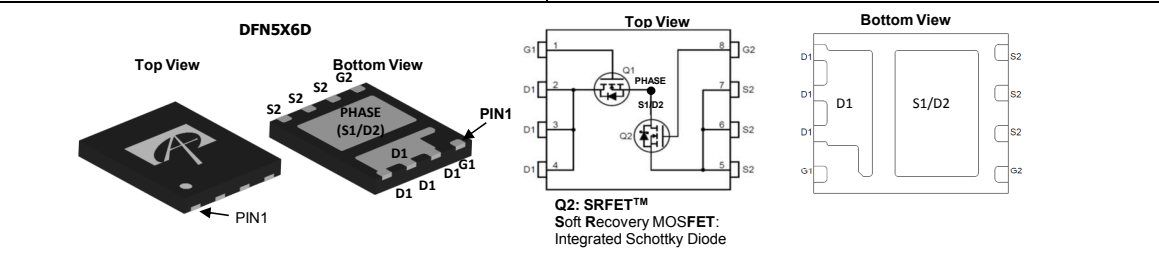 DFN5X6D
Top View
Bottom View
G2
S2
S2
S2
PHASE
(S1/D2)
PIN1
D1
G1
D1
D1
D1
PIN1
Top View
G1
1
8
G2
Q1
PHASE
D1
2
7
S2
S1/D2
D1
3
6
S2
Q2
D1
4
5
S2
Q2: SRFET™
Soft Recovery MOSFET:
Integrated Schottky Diode
Bottom View
D1
S2
D1
S2
D1
S1/D2
D1
S2
G1
G2